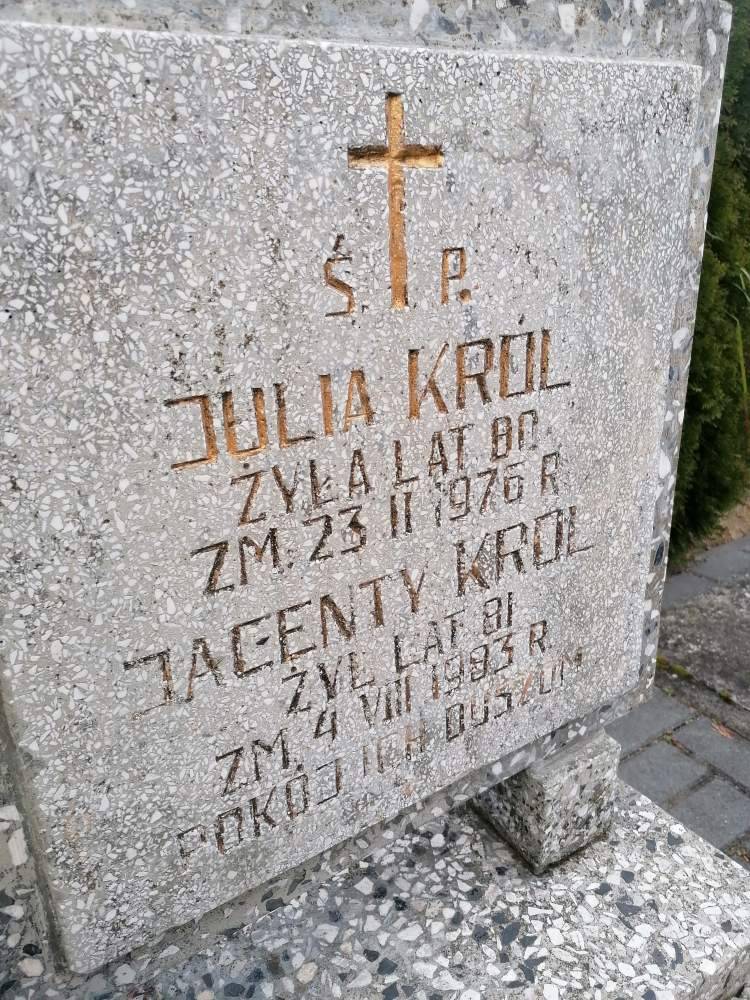 Ś. P.
JULIA KRÓL
ŻYŁA LAT 80.
ZM. 23 II 1976 R
JACENTY KRÓL
ŻYŁ LAT 81
ZM. 4 VIII 1983 R.
POKÓJ ICH DUSZOM